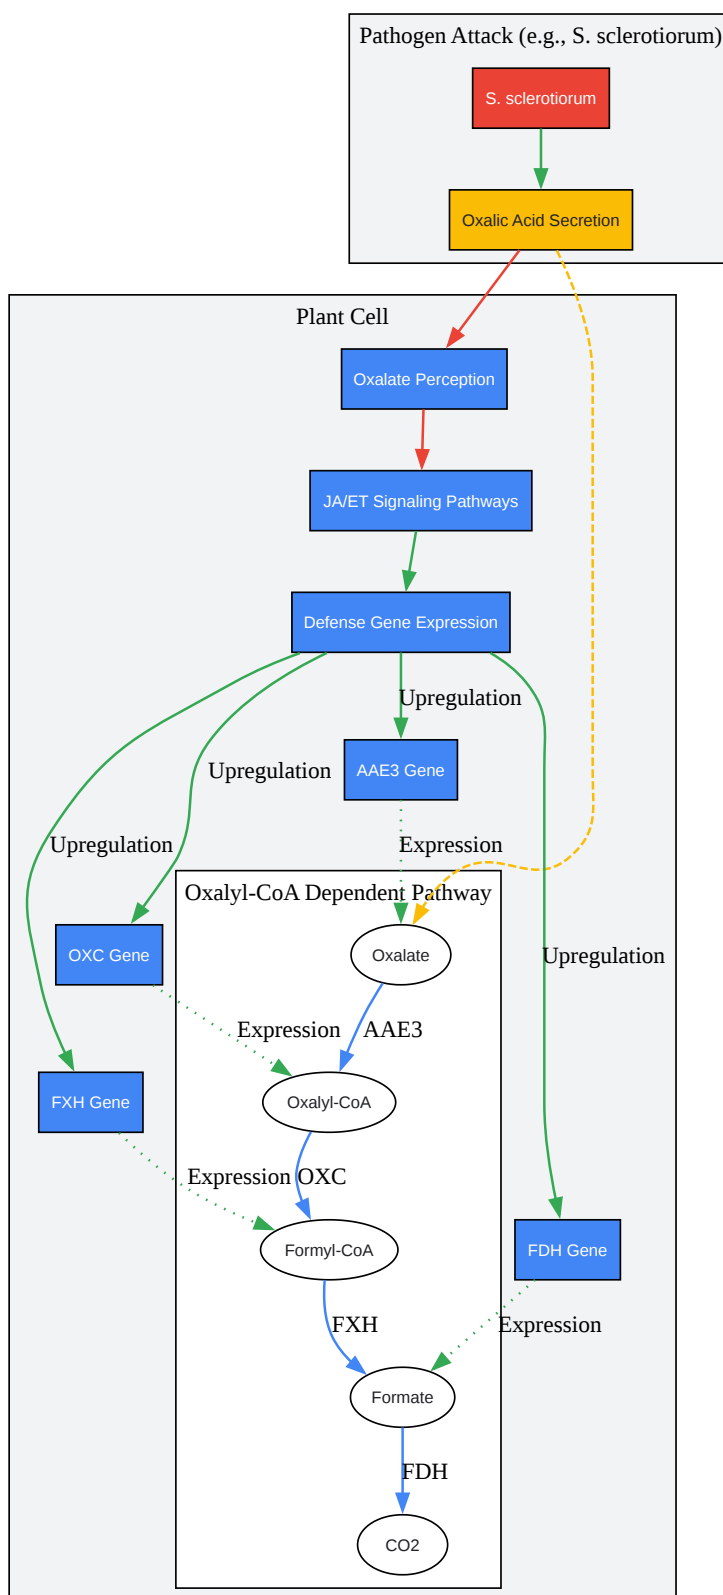 Pathogen Attack (e.g., S. sclerotiorum)
S. sclerotiorum
Oxalic Acid Secretion
Plant Cell
Oxalate Perception
JA/ET Signaling Pathways
Defense Gene Expression
Upregulation
AAE3 Gene
Upregulation
Upregulation
Expression
Oxalyl-CoA Dependent Pathway
OXC Gene
Oxalate
Upregulation
Expression
AAE3
FXH Gene
Oxalyl-CoA
Expression
OXC
Formyl-CoA
FDH Gene
FXH
Expression
Formate
FDH
CO2